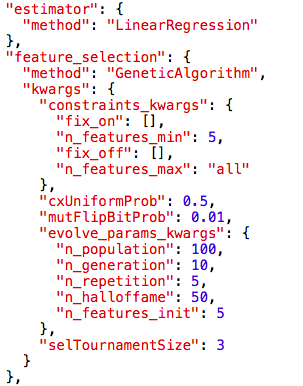 "estimator": {
  "method": "LinearRegression"
},
"feature_selection": {
  "method": "GeneticAlgorithm",
  "kwargs": {
    "constraints_kwargs": {
      "fix_on": [],
      "n_features_min": 5,
      "fix_off": [],
      "n_features_max": "all"
    },
    "cxUniformProb": 0.5,
    "mutFlipBitProb": 0.01,
    "evolve_params_kwargs": {
      "n_population": 100,
      "n_generation": 10,
      "n_repetition": 5,
      "n_halloffame": 50,
      "n_features_init": 5
    },
    "selTournamentSize": 3
  }
},